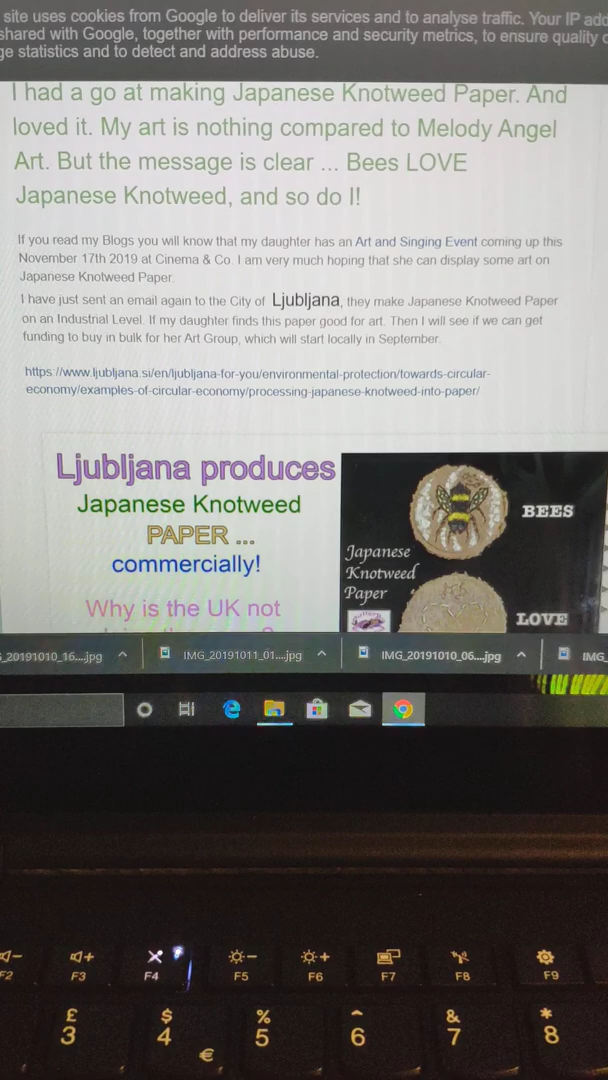 site uses cookies from Google to deliver its services and to analyse traffic. Your IP
shared with Google, together with performance and security metrics, to ensure quality
statistics and to detect and address abuse.
I had a go at making Japanese Knotweed Paper. And
loved it. My art is nothing compared to Melody Angel
Art. But the message is clear ... Bees LOVE
Japanese Knotweed, and so do I!
If you read my Blogs you will know that my daughter has an Art and Singing Event coming up this
November 17th 2019 at Cinema & Co. I am very much hoping that she can display some art on
Japanese Knotweed Paper.
I have just sent an email again to the City of Ljubljana, they make Japanese Knotweed Paper
on an Industrial Level. If my daughter finds this paper good for art. Then I will see if we can get
funding to buy in bulk for her Art Group, which will start locally in September.
https://www.ljubljana.si/en/ljubljana-for-you/environmental-protection/towards-circular-
economy/examples-of-circular-economy/processing-japanese-knotweed-into-paper/
Ljubljana produces
Japanese Knotweed
PAPER ...
commercially!
Why is the UK not
BEES
Japanese
Knotweed
Paper
LOVE
_20191010_16....jpg
IMG_20191011_01....jpg
IMG_20191010_06....jpg
IMG_
F2
F3
F4
F5
F6
F7
F8
F9
£
3
$
4
€
%
5
^
6
&
7
*
8